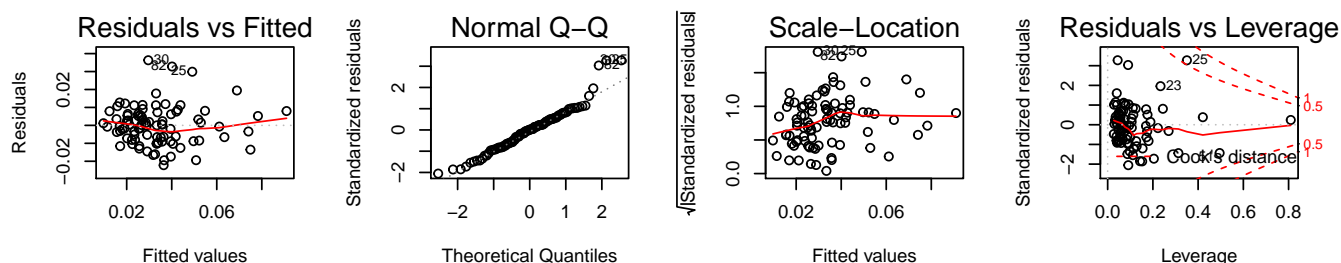 Residuals vs Fitted
Residuals
−0.02
0.02
30
82
25
0.02
0.06
Fitted values
Normal Q−Q
Standardized residuals
−2
0
2
−2
0
1
2
Theoretical Quantiles
Scale−Location
√|Standardized residuals|
0.0
1.0
30
25
82
0.02
0.06
Fitted values
Residuals vs Leverage
Standardized residuals
−2
0
2
25
23
Cook's distance
1
0.5
0.5
1
0.0
0.2
0.4
0.6
0.8
Leverage